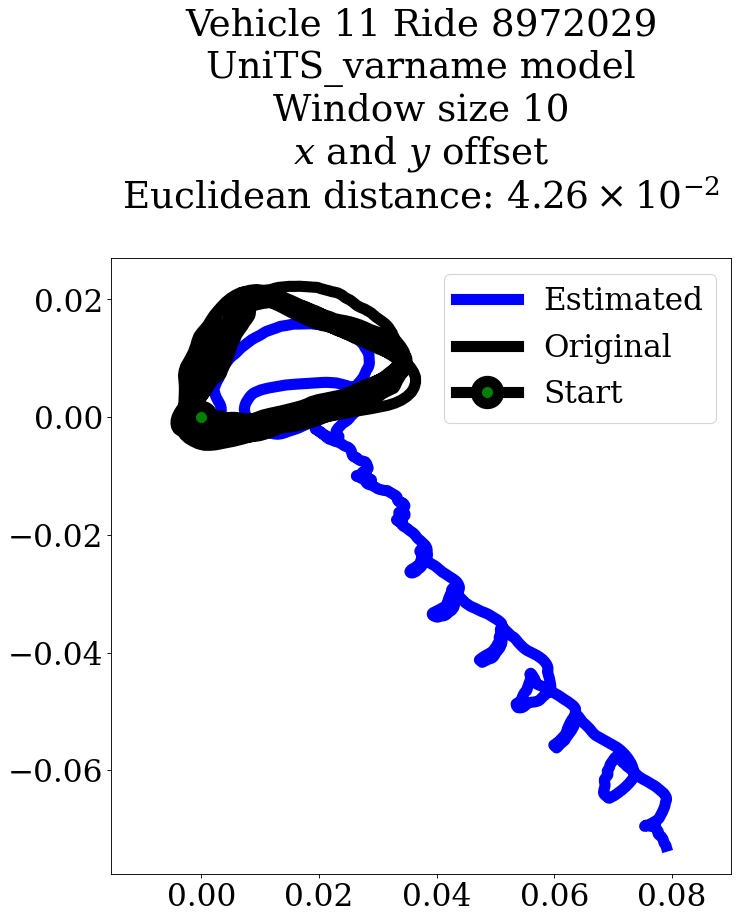 Vehicle 11 Ride 8972029
UniTS_varname model
Window size 10
x and y offset
Euclidean distance: 4.26 × 10⁻²
Estimated
Original
Start
0.02
0.00
−0.02
−0.04
−0.06
0.00 0.02 0.04 0.06 0.08